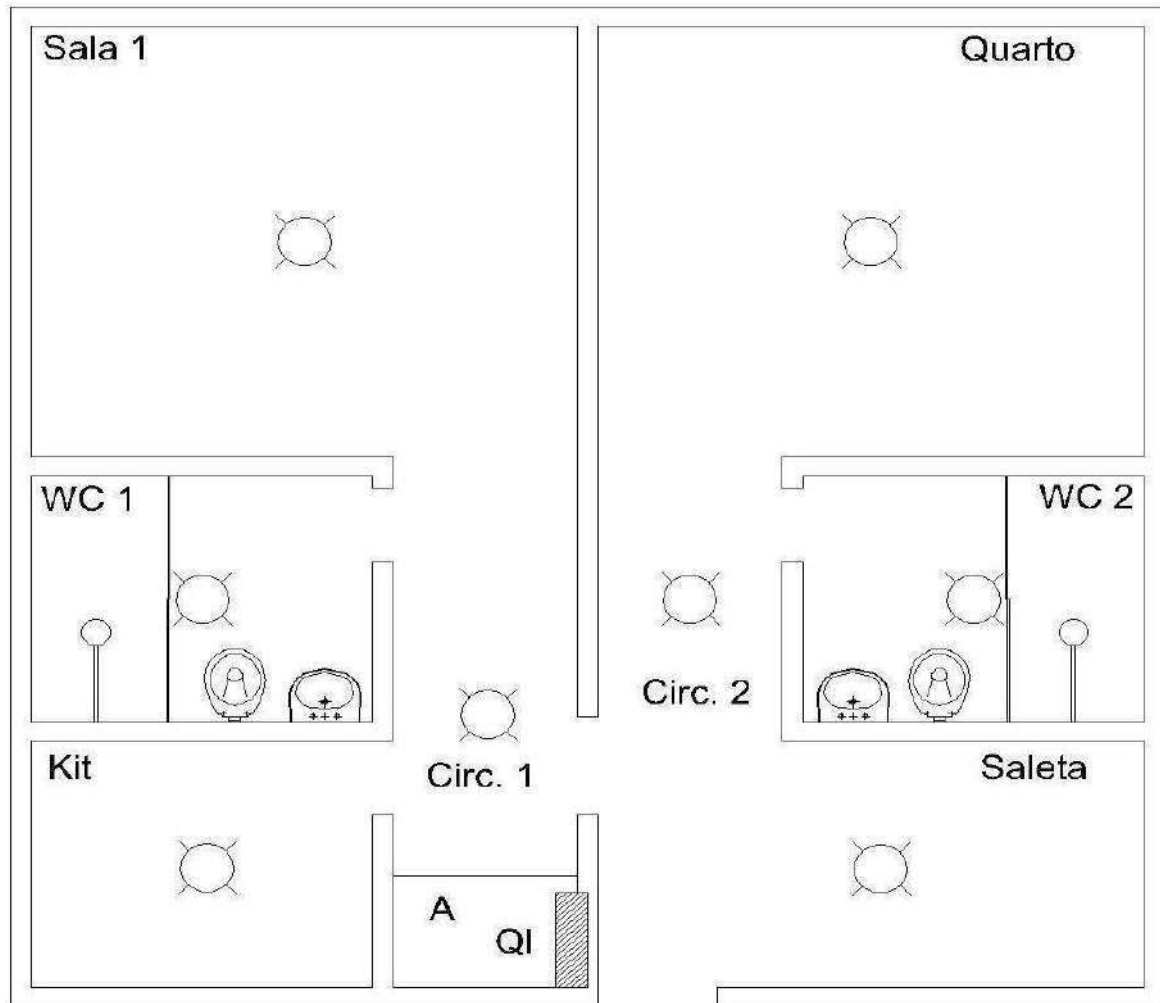 Sala 1
Quarto
WC 1
WC 2
Circ. 2
Kit
Circ. 1
Saleta
A
QI